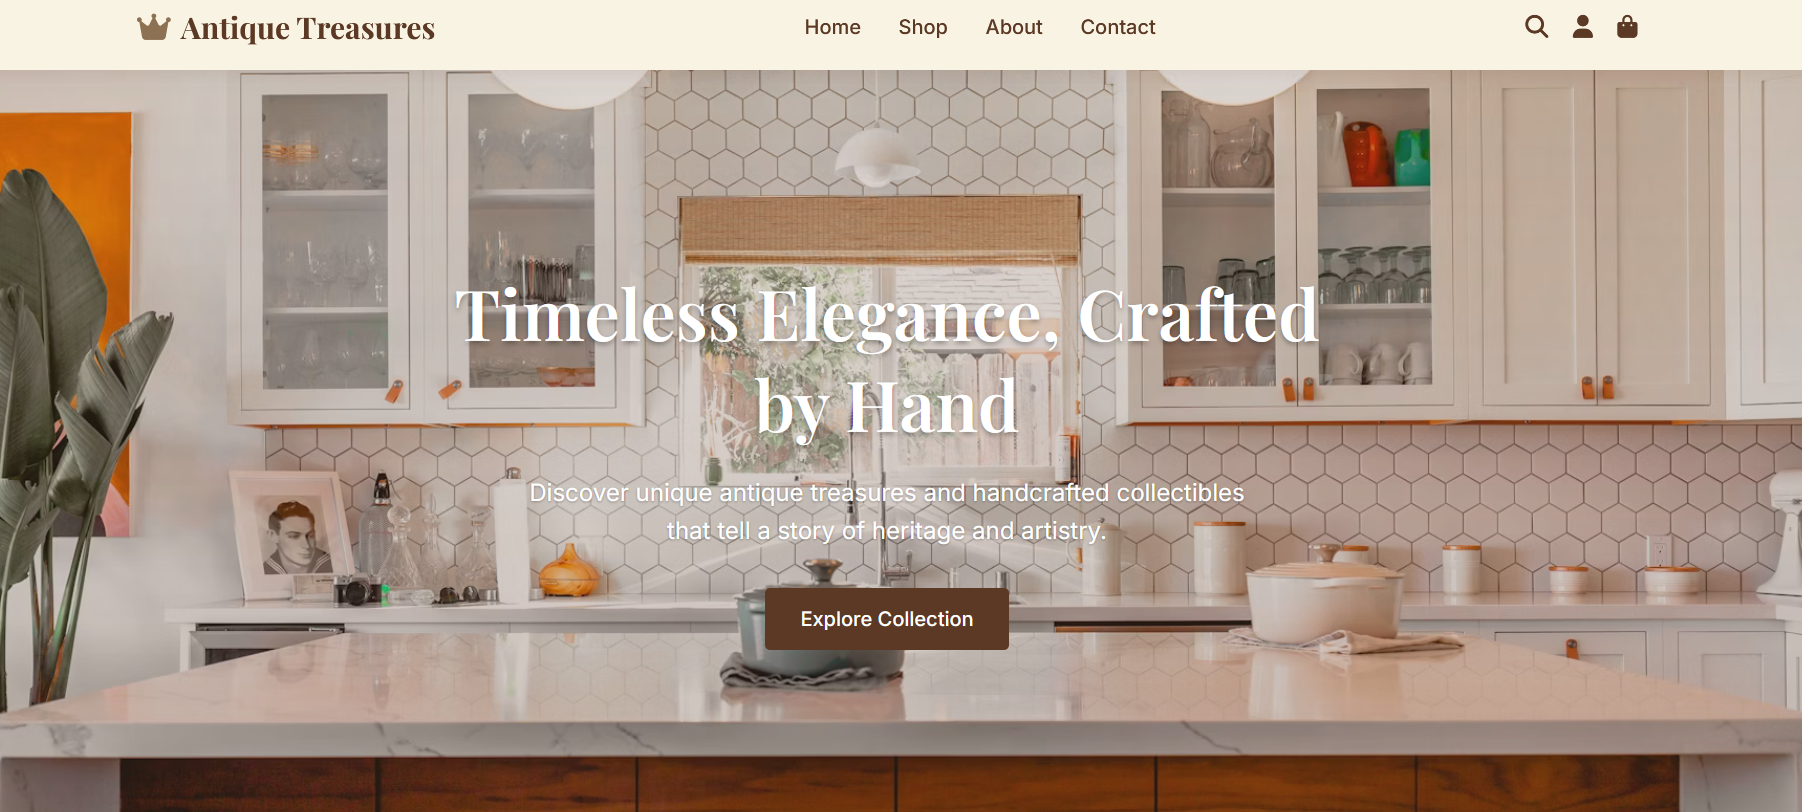 Antique Treasures
Home Shop About Contact
Timeless Elegance, Crafted
by Hand
Discover unique antique treasures and handcrafted collectibles
that tell a story of heritage and artistry.
Explore Collection